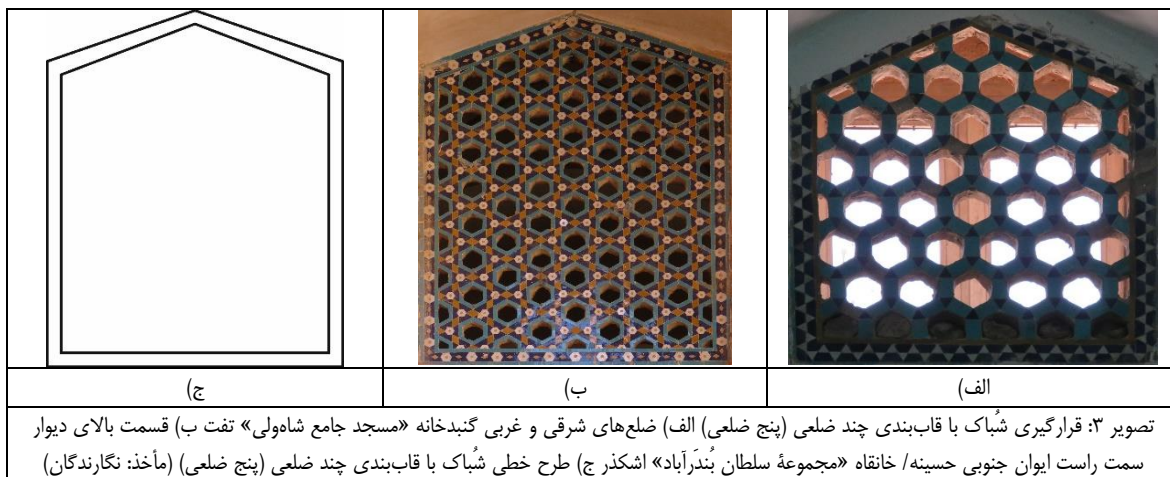 الف)
ب)
ج)
تصویر ۳: قرارگیری شُباک با قاب‌بندی چند ضلعی (پنج ضلعی) الف) ضلع‌های شرقی و غربی گنبدخانه «مسجد جامع شاه‌ولی» تفت ب) قسمت بالای دیوار
سمت راست ایوان جنوبی حسینه/ خانقاه «مجموعهٔ سلطان بُندَرآباد» اشکذر ج) طرح خطی شُباک با قاب‌بندی چند ضلعی (پنج ضلعی) (مأخذ: نگارندگان)